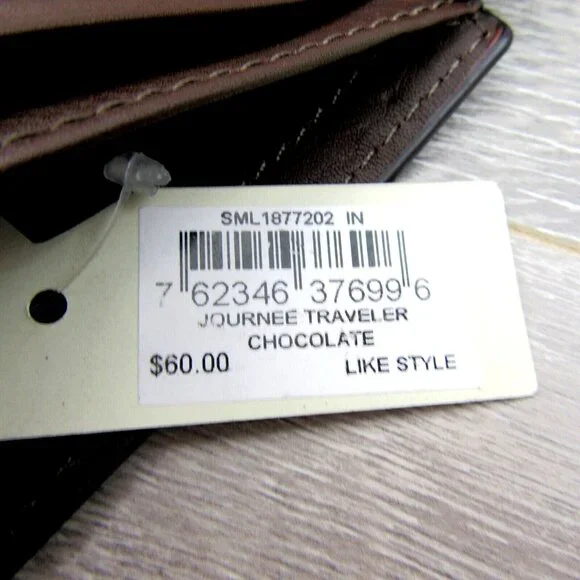 SML1877202 IN
7 62346 37699 6
JOURNEE TRAVELER
CHOCOLATE
$60.00 LIKE STYLE